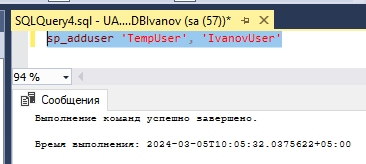 SQLQuery4.sql - UA....DBIvanov (sa (57))*
sp_adduser 'TempUser', 'IvanovUser'
94 %
Сообщения
Выполнение команд успешно завершено.
Время выполнения: 2024-03-05T10:05:32.0375622+05:00